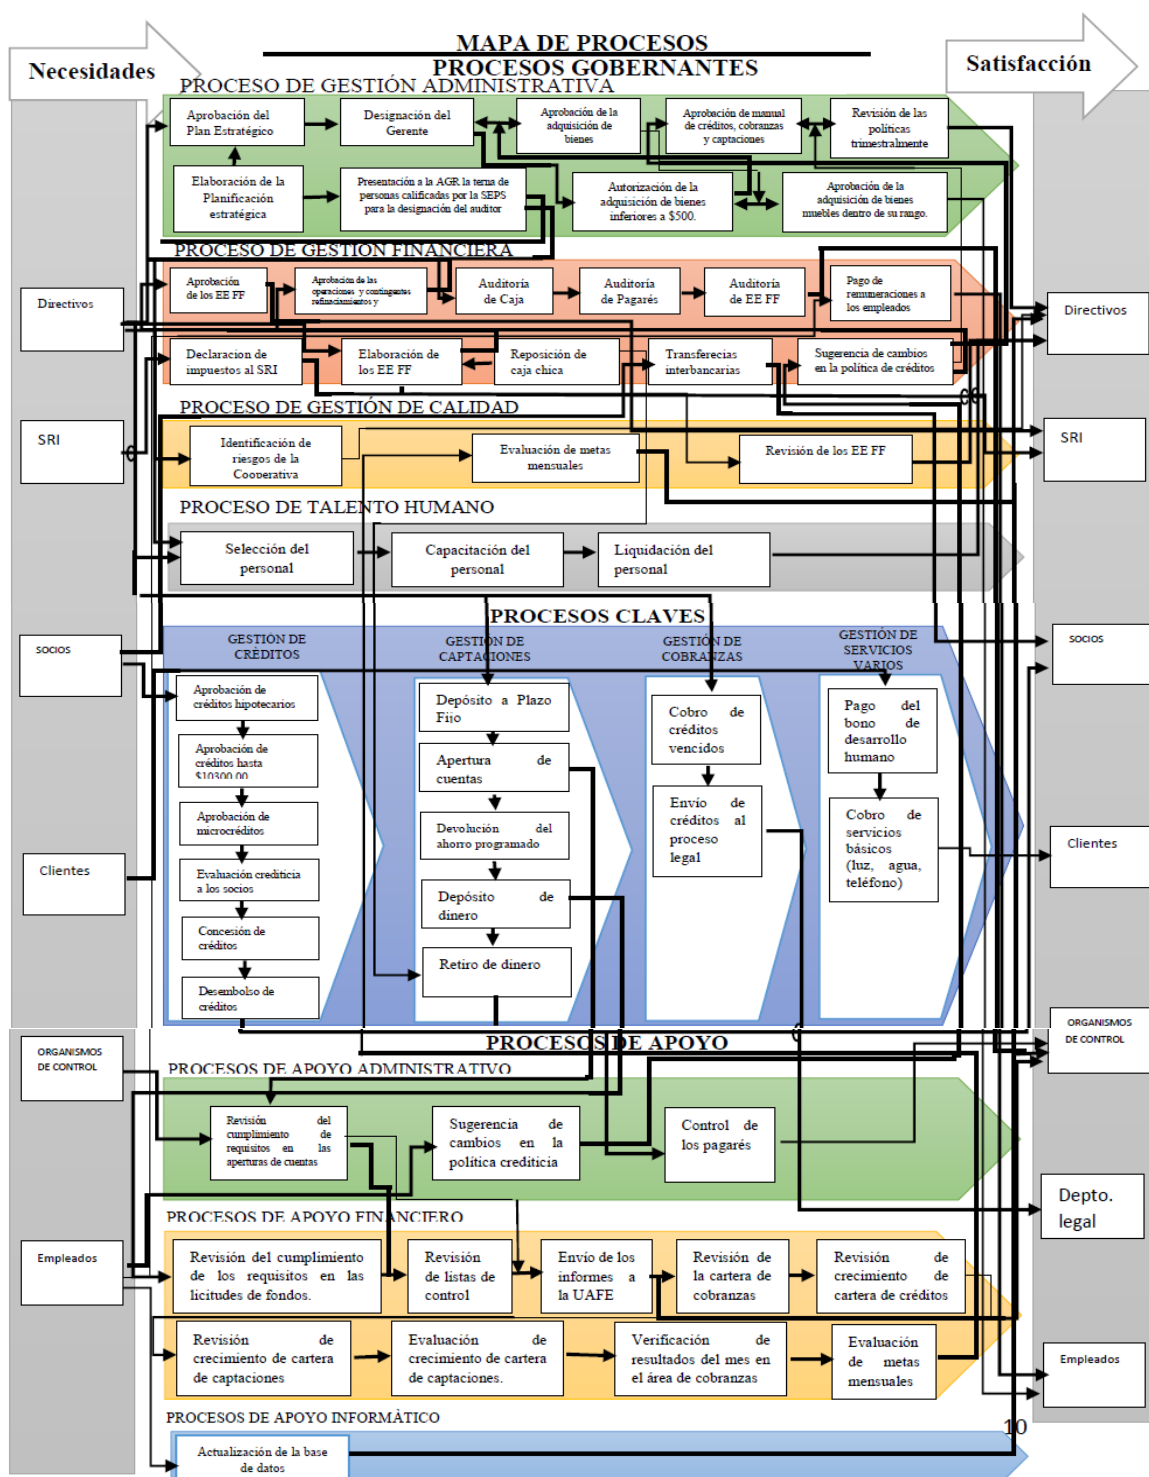 MAPA DE PROCESOS
Necesidades
Satisfacción
PROCESOS GOBERNANTES
PROCESO DE GESTIÓN ADMINISTRATIVA
Aprobación del
Plan Estratégico
Designación del
Gerente
Aprobación de la
adquisición de
bienes
Aprobación de manual
de créditos, cobranzas
y captaciones
Revisión de las
políticas
trimestralmente
Elaboración de la
Planificación
estratégica
Presentación a la AGR la terna de
personas calificadas por la SEPS
para la designación del auditor
Autorización de la
adquisición de bienes
inferiores a $500.
Aprobación de la
adquisición de bienes
muebles dentro de su rango.
PROCESO DE GESTIÓN FINANCIERA
Aprobación
de los EE FF
Aprobación de las
operaciones y contingentes
refinaciamientos y
Auditoría
de Caja
Auditoría
de Pagarés
Auditoría
de EE FF
Pago de
remuneraciones a
los empleados
Directivos
Directivos
Declaracion de
impuestos al SRI
Elaboración de
los EE FF
Reposición de
caja chica
Transferecias
interbancarias
Sugerencia de cambios
en la política de créditos
PROCESO DE GESTIÓN DE CALIDAD
SRI
SRI
Identificación de
riesgos de la
Cooperativa
Evaluación de metas
mensuales
Revisión de los EE FF
PROCESO DE TALENTO HUMANO
Selección del
personal
Capacitación del
personal
Liquidación del
personal
PROCESOS CLAVES
SOCIOS
SOCIOS
GESTIÓN DE
CRÈDITOS
GESTIÓN DE
CAPTACIONES
GESTIÓN DE
COBRANZAS
GESTIÓN DE
SERVICIOS
VARIOS
Aprobación de
créditos hipotecarios
Aprobación de
créditos hasta
$10300.00
Aprobación de
microcréditos
Evaluación crediticia
a los socios
Concesión de
créditos
Desembolso de
créditos
Depósito a Plazo
Fijo
Apertura de
cuentas
Devolución del
ahorro programado
Depósito de
dinero
Retiro de dinero
Cobro de
créditos
vencidos
Envío de
créditos al
proceso
legal
Pago del
bono de
desarrollo
humano
Cobro de
servicios
básicos
(luz, agua,
teléfono)
Clientes
Clientes
PROCESOS DE APOYO
ORGANISMOS
DE CONTROL
ORGANISMOS
DE CONTROL
PROCESOS DE APOYO ADMINISTRATIVO
Revisión del
cumplimiento de
requisitos en las
aperturas de cuentas
Sugerencia de
cambios en la
política crediticia
Control de
los pagarés
Depto.
legal
PROCESOS DE APOYO FINANCIERO
Empleados
Revisión del cumplimiento
de los requisitos en las
licitudes de fondos.
Revisión
de listas de
control
Envío de los
informes a
la UAFE
Revisión de
la cartera de
cobranzas
Revisión de
crecimiento de
cartera de créditos
Revisión de
crecimiento de cartera
de captaciones
Evaluación de
crecimiento de cartera
de captaciones.
Verificación de
resultados del mes en
el área de cobranzas
Evaluación
de metas
mensuales
Empleados
PROCESOS DE APOYO INFORMÀTICO
10
Actualización de la base
de datos